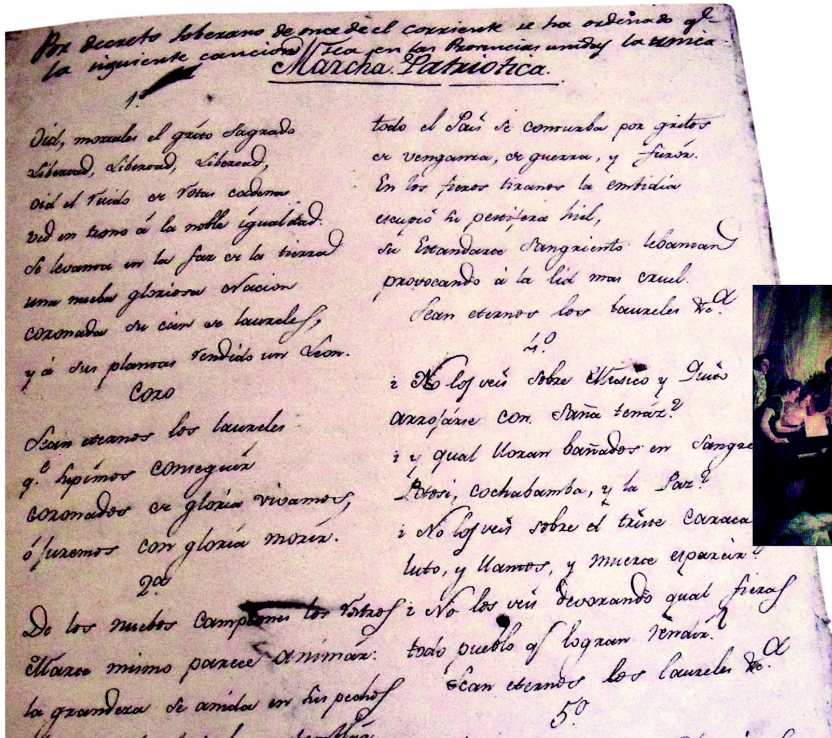 Por decreto soberano de once del corriente se ha ordenado qe.
la siguiente cancion sea en las Provincias unidas la unica
Marcha Patriotica.
1.º
Oid, mortales el grito sagrado
Libertad, Libertad, Libertad,
Oid el ruido de rotas cadenas
ved en trono á la noble igualdad.
Se levanta en la faz de la tierra
una nueba gloriosa Nacion
coronada su cien de laureles,
y á sus plantas rendido un Leon.
Coro
Sean eternos los laureles
q.e supimos conseguir
coronados de gloria vivamos,
ó juremos con gloria morir.
2.º
De los nuebos campeones los rostros
Marte mismo parece animar.
la grandeza se anida en sus pechos
todo el Pais se conturba por gritos
de venganza, de guerra, y furor.
En los fieros tiranos la embidia
escupió su pestifera hiel,
su Estandarte sangriento lebantan
provocando á la lid mas cruel.
Sean eternos los laureles &c.a
4.º
¿No los veis sobre Mexico y Quito
arrojarse con saña tenáz?
¿y qual lloran bañados en sangre
Potosi, cochabamba, y la Paz?
¿No los veis sobre el triste Caraca
luto, y llantos, y muerte esparcir?
¿No los veis devorando qual fieras
todo pueblo q.e logran rendir?
Sean eternos los laureles &c.a
5.º